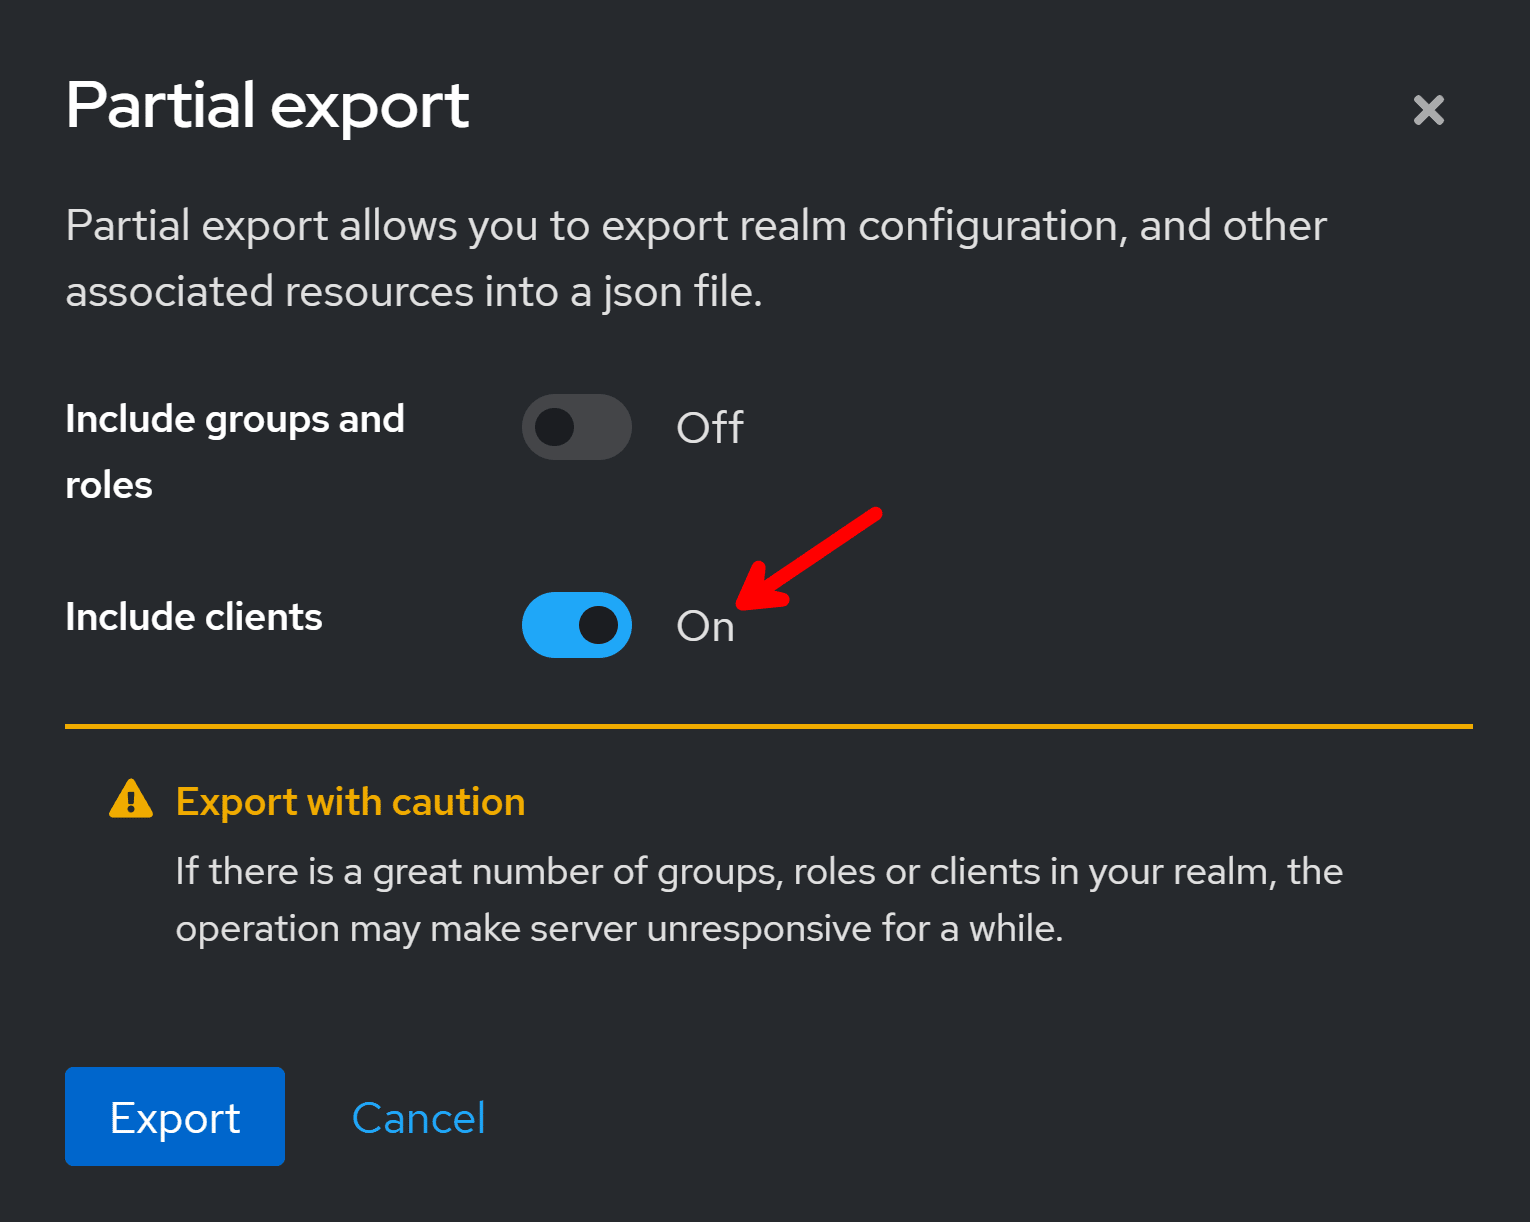 Partial export
Partial export allows you to export realm configuration, and other
associated resources into a json file.
Include groups and
roles
Off
Include clients
On
Export with caution
If there is a great number of groups, roles or clients in your realm, the
operation may make server unresponsive for a while.
Export
Cancel